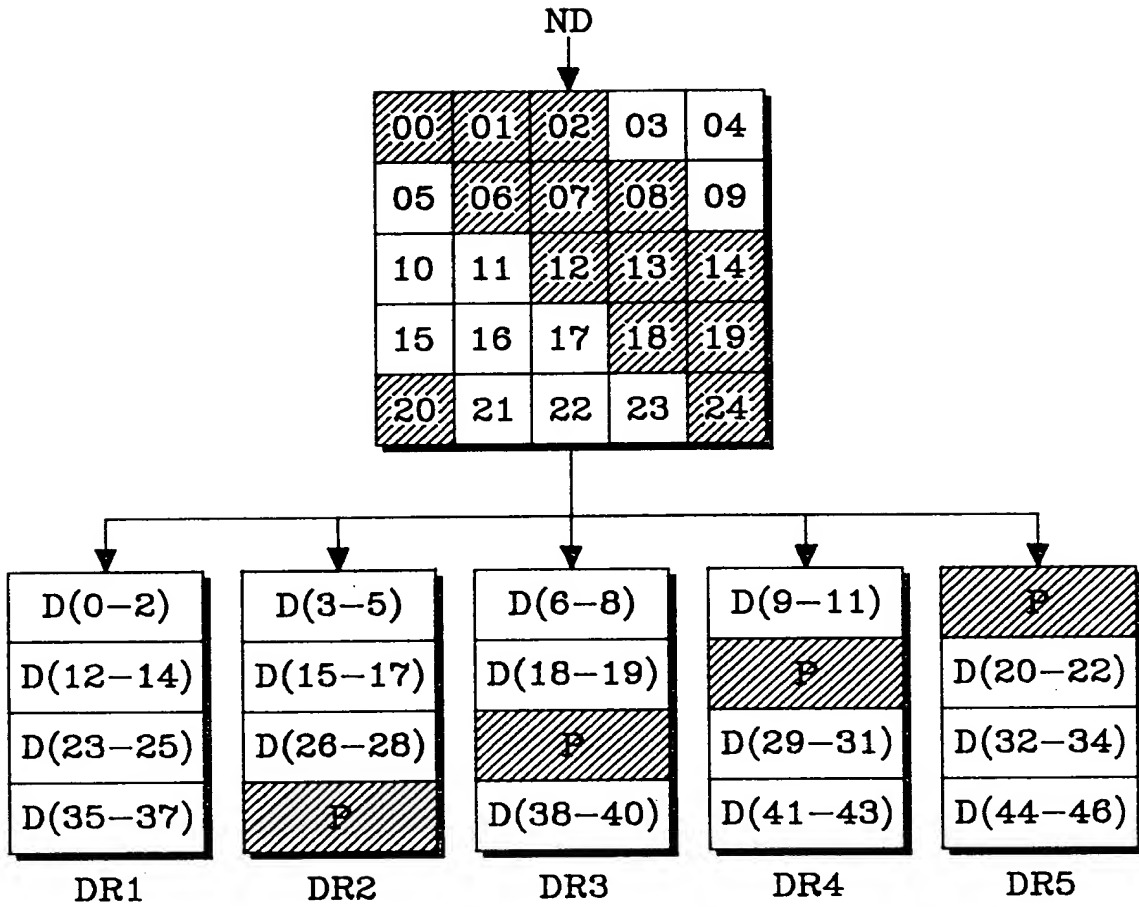 ND
00 01 02 03 04
05 06 07 08 09
10 11 12 13 14
15 16 17 18 19
20 21 22 23 24
D(0-2) D(3-5) D(6-8) D(9-11) P
D(12-14) D(15-17) D(18-19) P D(20-22)
D(23-25) D(26-28) P D(29-31) D(32-34)
D(35-37) P D(38-40) D(41-43) D(44-46)
DR1 DR2 DR3 DR4 DR5